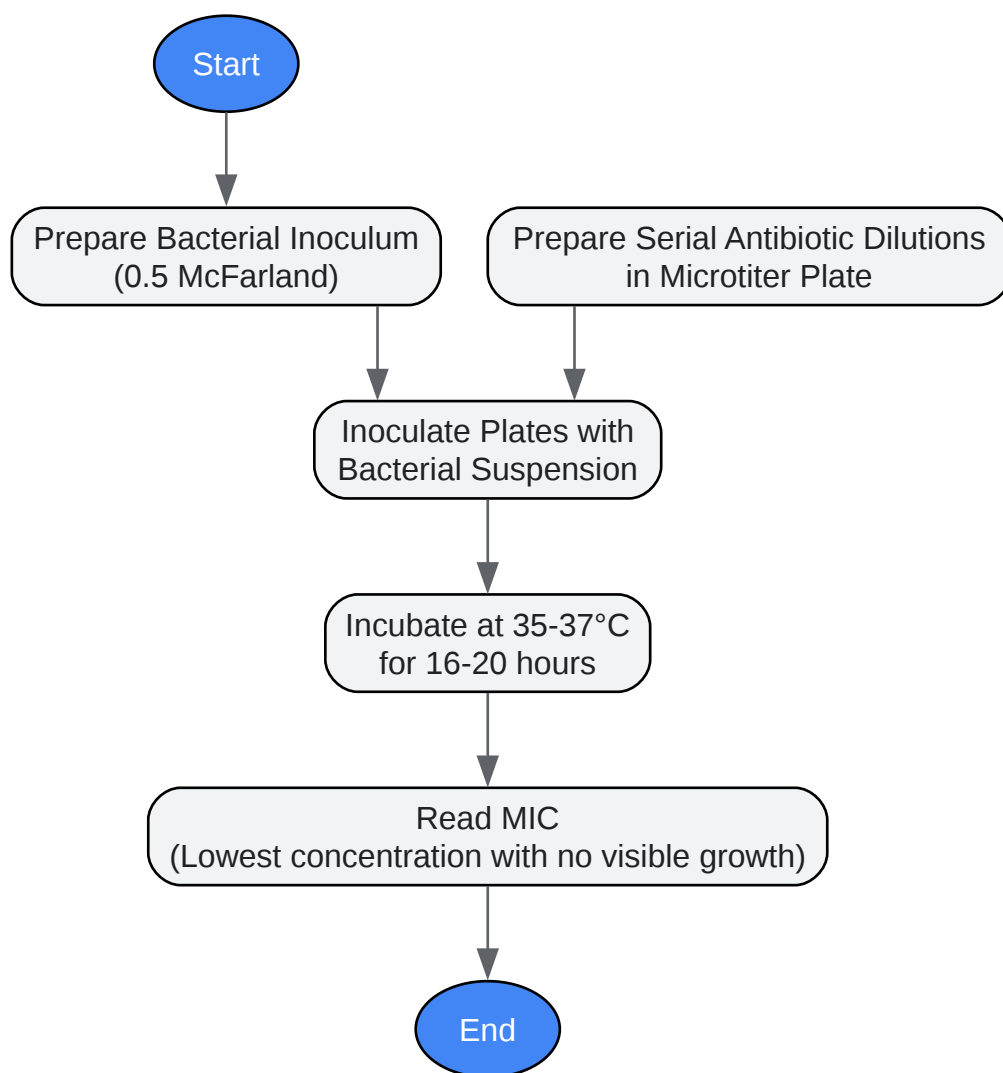 Start
Prepare Bacterial Inoculum
(0.5 McFarland)
Prepare Serial Antibiotic Dilutions
in Microtiter Plate
Inoculate Plates with
Bacterial Suspension
Incubate at 35-37°C
for 16-20 hours
Read MIC
(Lowest concentration with no visible growth)
End